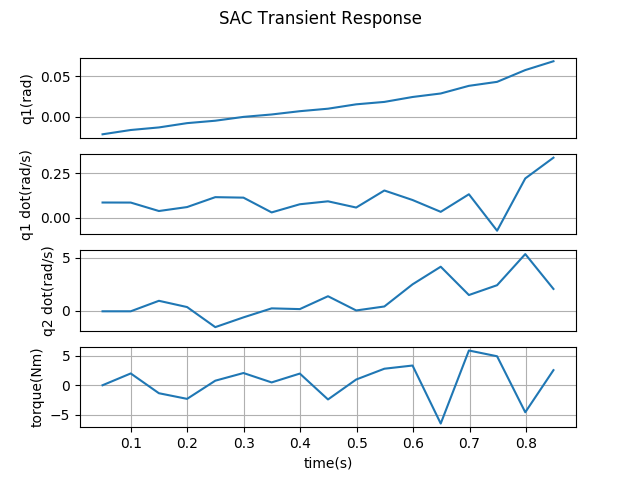 SAC Transient Response
q1(rad)
0.05
0.00
q1 dot(rad/s)
0.25
0.00
q2 dot(rad/s)
5
0
torque(Nm)
5
0
−5
0.1 0.2 0.3 0.4 0.5 0.6 0.7 0.8
time(s)